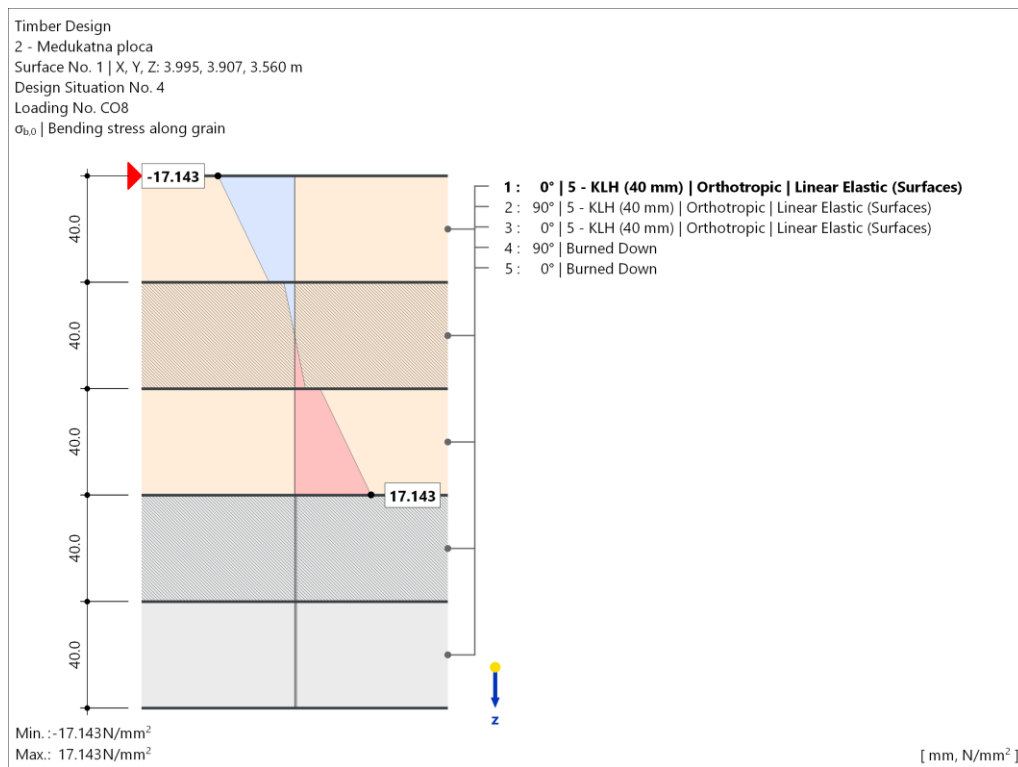 Timber Design
2 - Medukatna ploca
Surface No. 1 | X, Y, Z: 3.995, 3.907, 3.560 m
Design Situation No. 4
Loading No. CO8
σb,0 | Bending stress along grain
-17.143
1 : 0° | 5 - KLH (40 mm) | Orthotropic | Linear Elastic (Surfaces)
2 : 90° | 5 - KLH (40 mm) | Orthotropic | Linear Elastic (Surfaces)
3 : 0° | 5 - KLH (40 mm) | Orthotropic | Linear Elastic (Surfaces)
4 : 90° | Burned Down
5 : 0° | Burned Down
40.0
40.0
40.0
17.143
40.0
40.0
z
Min. :-17.143N/mm²
Max.: 17.143N/mm²
[ mm, N/mm² ]